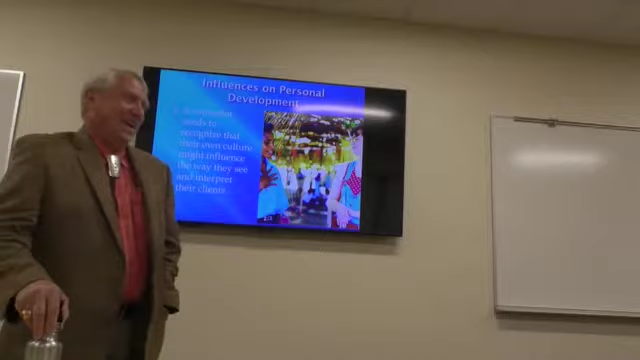 Influences on Personal
Development
A counselor
needs to
recognize that
their own culture
might influence
the way they see
and interpret
their clients